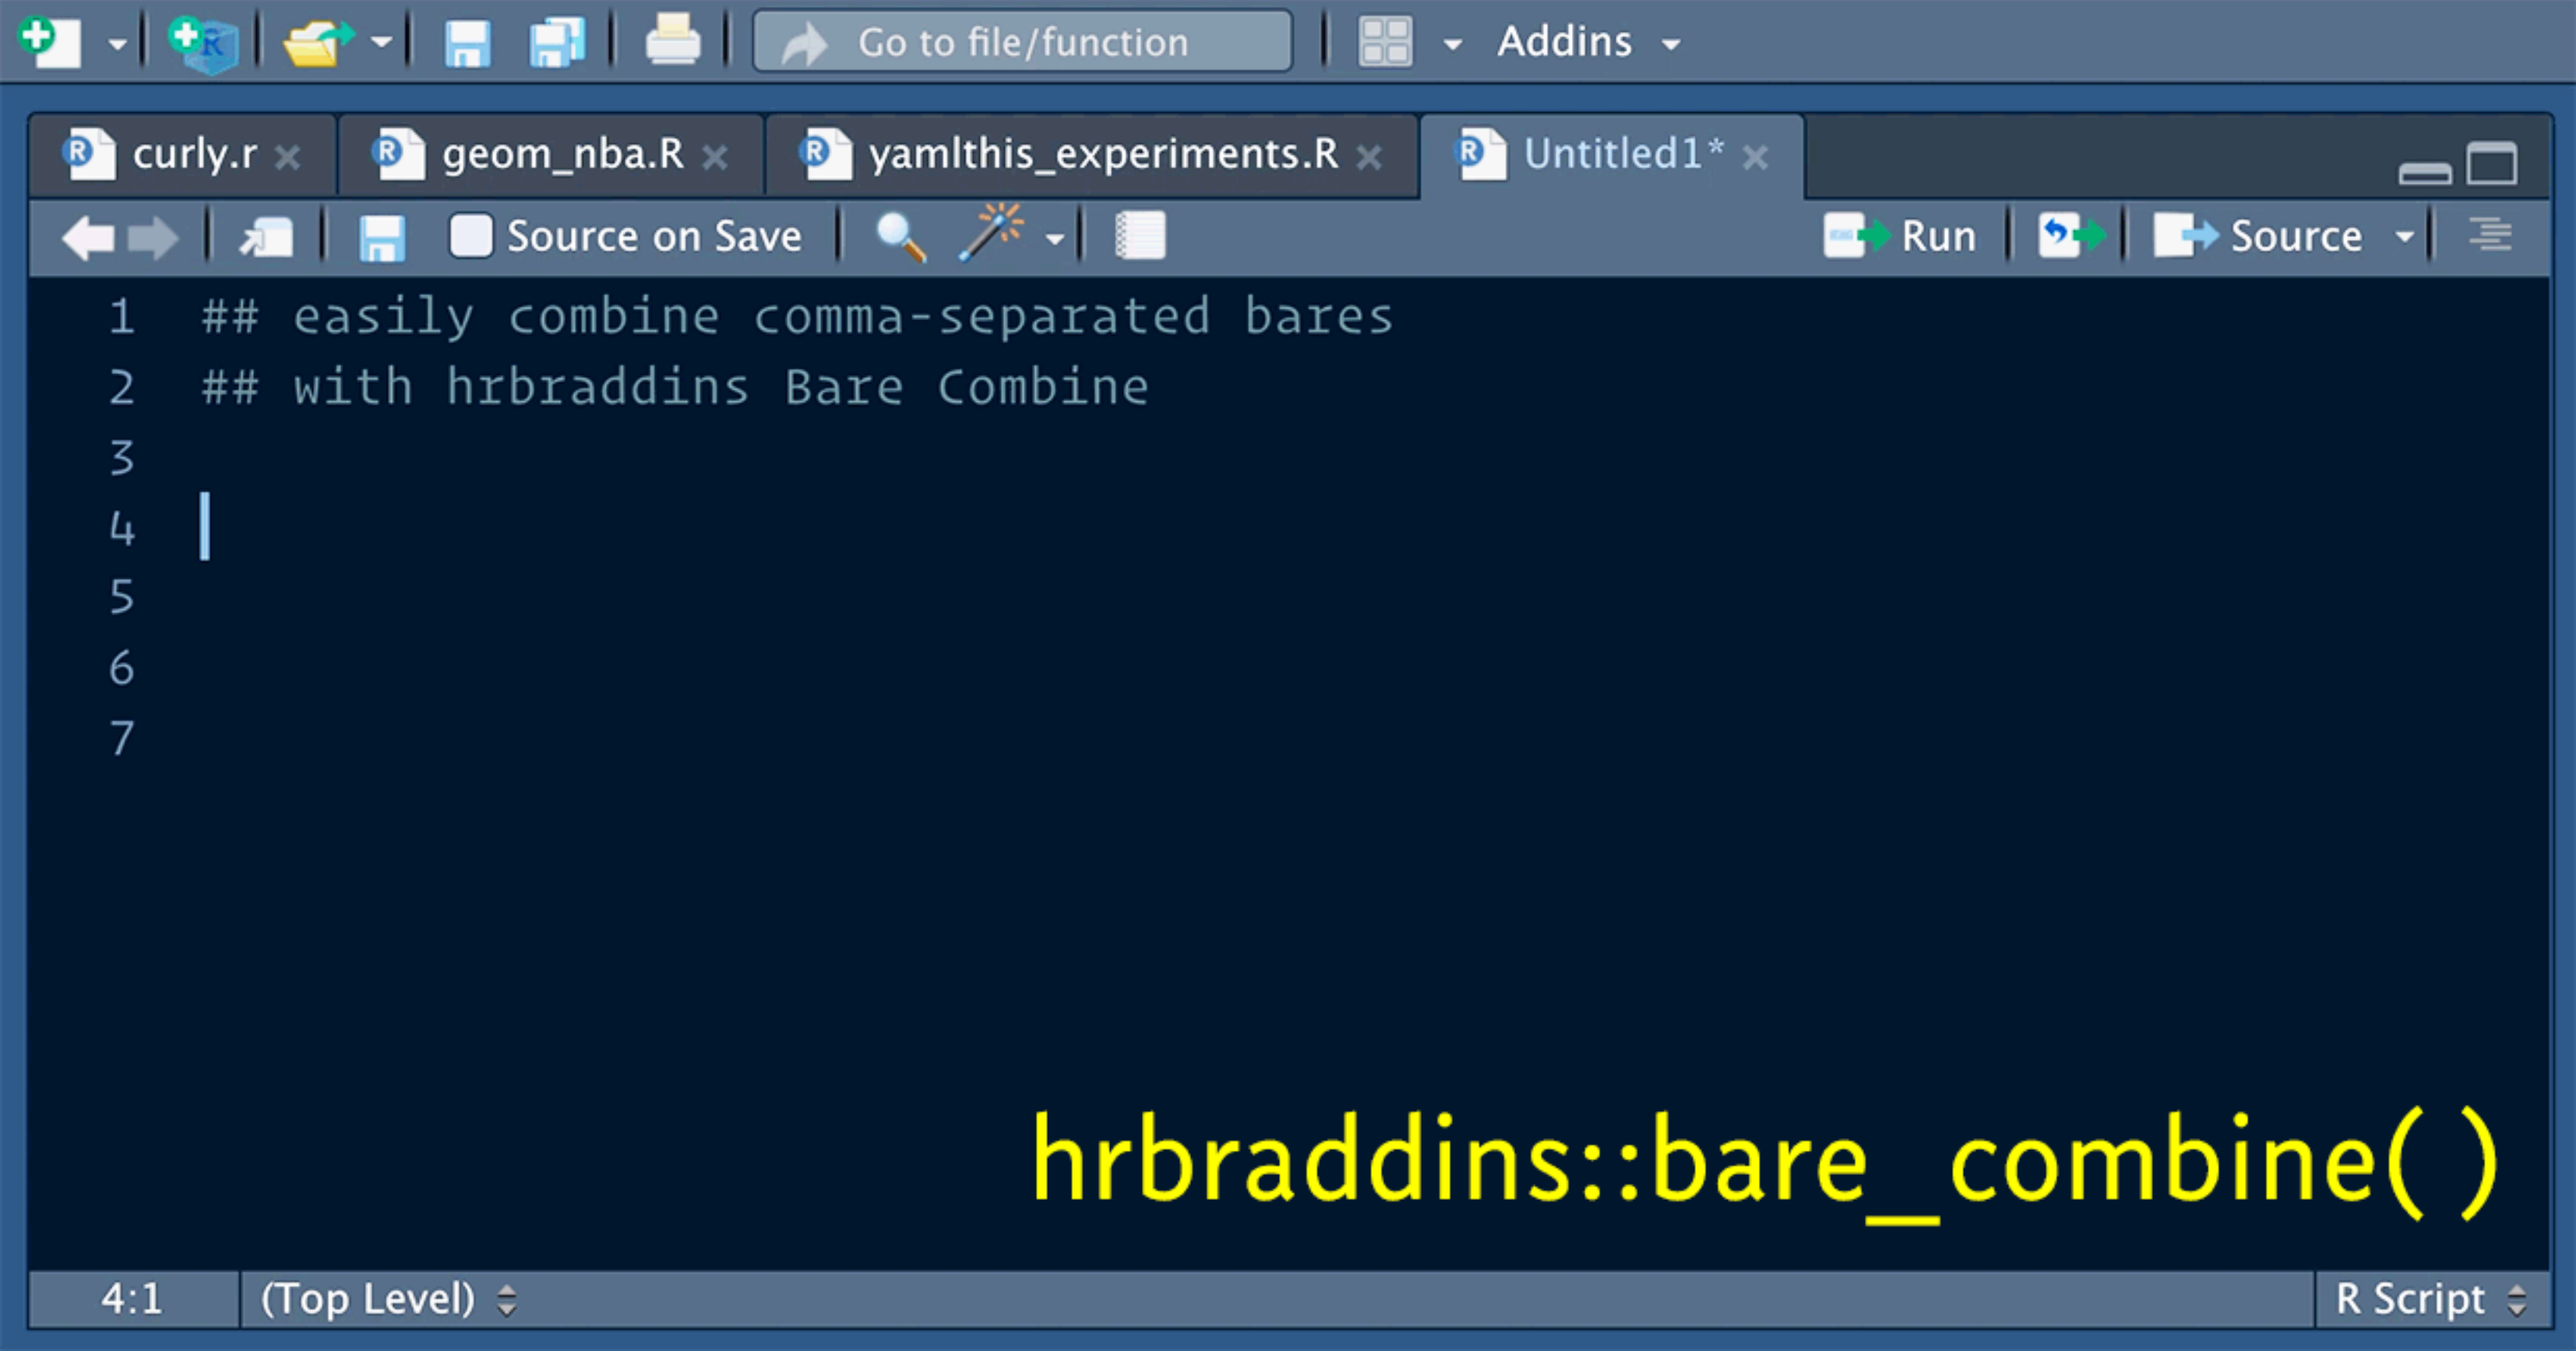 Go to file/function Addins
curly.r geom_nba.R yamlthis_experiments.R Untitled1*
Source on Save Run Source
1 ## easily combine comma-separated bares
2 ## with hrbraddins Bare Combine
3
4
5
6
7
hrbraddins::bare_combine()
4:1 (Top Level) R Script